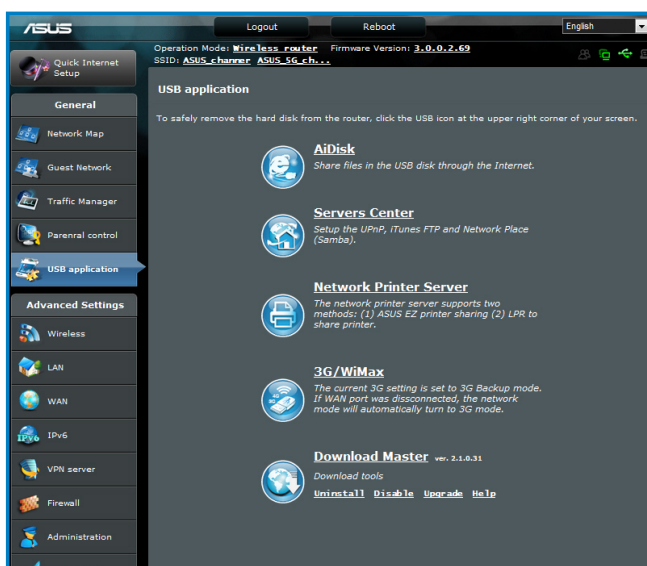 ASUS
Logout
Reboot
English
Quick Internet
Setup
Operation Mode: Wireless router Firmware Version: 3.0.0.2.69
SSID: ASUS_channer ASUS_5G_ch...
General
Network Map
Guest Network
Traffic Manager
Parenral control
USB application
Advanced Settings
Wireless
LAN
WAN
IPv6
IPv6
VPN server
Firewall
Administration
USB application
To safely remove the hard disk from the router, click the USB icon at the upper right corner of your screen.
AiDisk
Share files in the USB disk through the Internet.
Servers Center
Setup the UPnP, iTunes FTP and Network Place
(Samba).
Network Printer Server
The network printer server supports two
methods: (1) ASUS EZ printer sharing (2) LPR to
share printer.
4G
3G
3G/WiMax
The current 3G setting is set to 3G Backup mode.
If WAN port was dissconnected, the network
mode will automatically turn to 3G mode.
Download Master ver. 2.1.0.31
Download tools
Uninstall Disable Upgrade Help